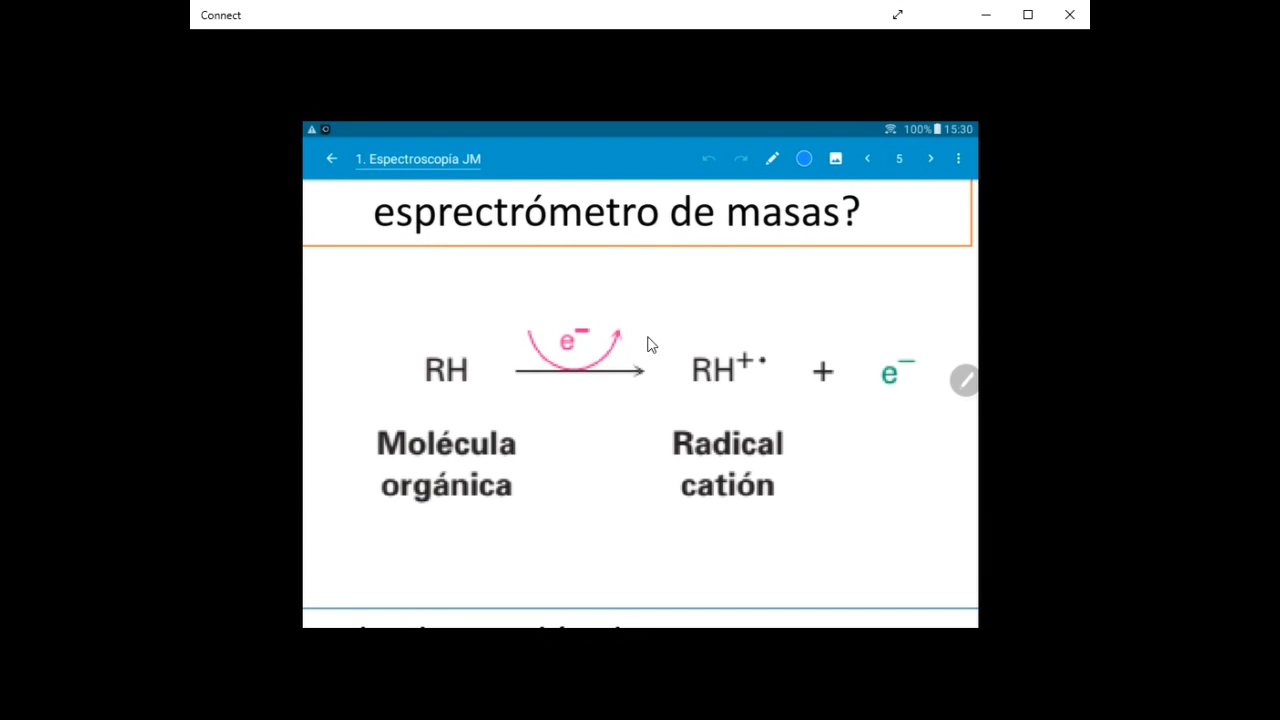 Connect
100% 15:30
1. Espectroscopía JM
5
esprectrómetro de masas?
e−
RH
RH+·
+
e−
Molécula
orgánica
Radical
catión